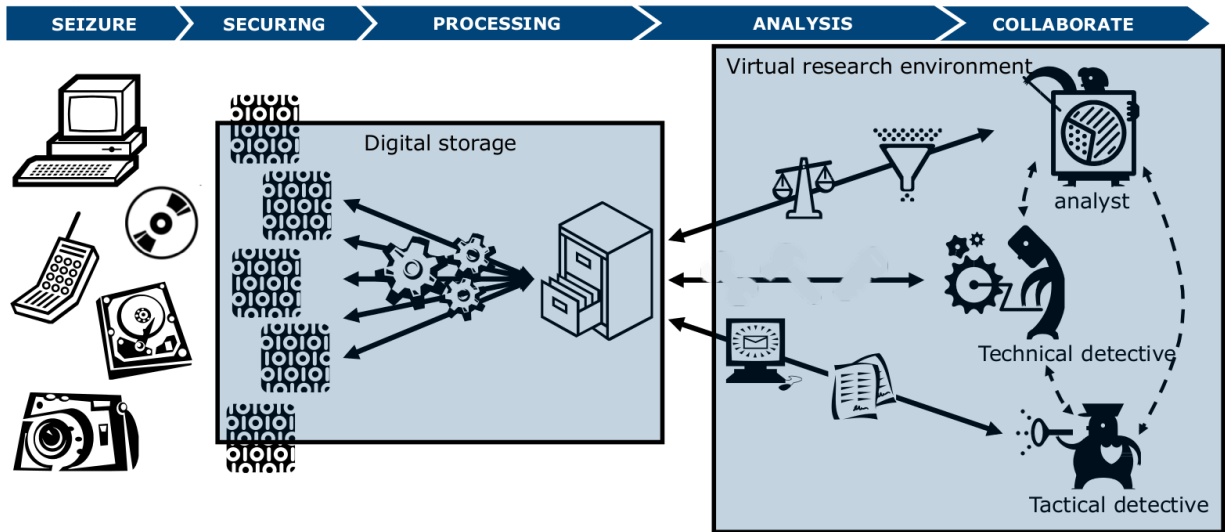 SEIZURE
SECURING
PROCESSING
ANALYSIS
COLLABORATE
Virtual research environment
Digital storage
analyst
Technical detective
Tactical detective